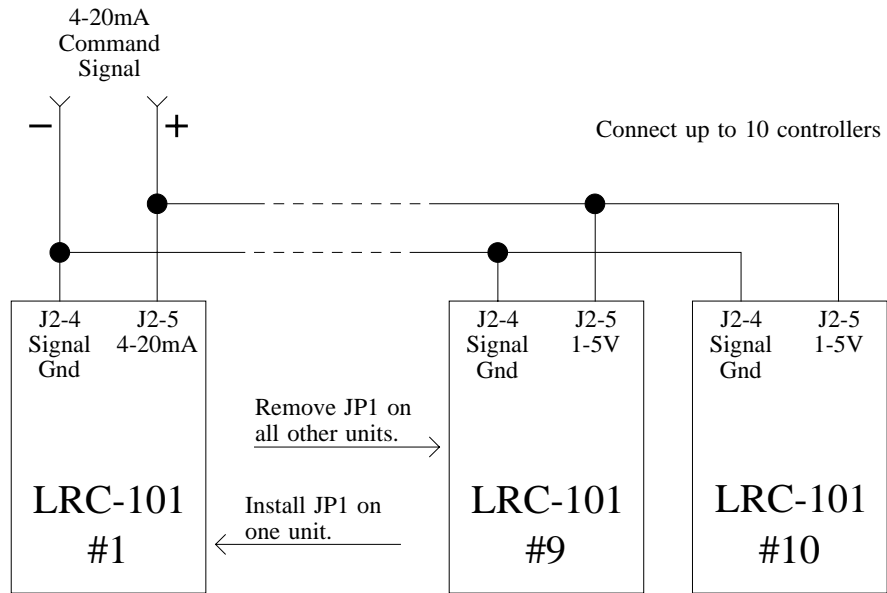 4-20mA
Command
Signal
− +
Connect up to 10 controllers
J2-4
Signal
Gnd
J2-5
4-20mA
J2-4
Signal
Gnd
J2-5
1-5V
J2-4
Signal
Gnd
J2-5
1-5V
Remove JP1 on
all other units.
Install JP1 on
one unit.
LRC-101
#1
LRC-101
#9
LRC-101
#10